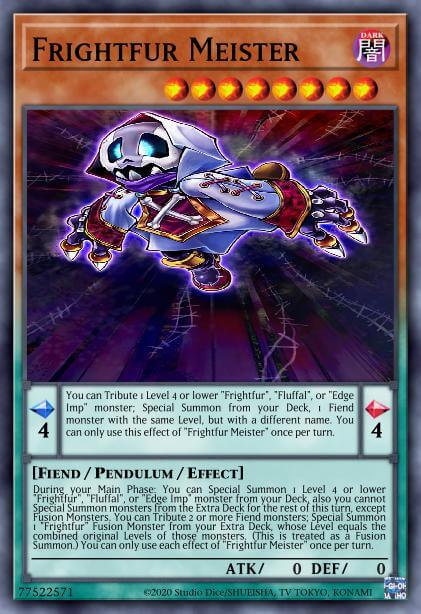 FRIGHTFUR MEISTER
DARK
闇
You can Tribute 1 Level 4 or lower "Frightfur", "Fluffal", or "Edge
Imp" monster; Special Summon from your Deck, 1 Fiend
monster with the same Level, but with a different name. You
can only use this effect of "Frightfur Meister" once per turn.
4
4
[FIEND / PENDULUM / EFFECT]
During your Main Phase: You can Special Summon 1 Level 4 or lower
"Frightfur", "Fluffal", or "Edge Imp" monster from your Deck, also you cannot
Special Summon monsters from the Extra Deck for the rest of this turn, except
Fusion Monsters. You can Tribute 2 or more Fiend monsters; Special Summon
1 "Frightfur" Fusion Monster from your Extra Deck, whose Level equals the
combined original Levels of those monsters. (This is treated as a Fusion
Summon.) You can only use each effect of "Frightfur Meister" once per turn.
ATK/ 0 DEF/ 0
77522571
©2020 Studio Dice/SHUEISHA, TV TOKYO, KONAMI